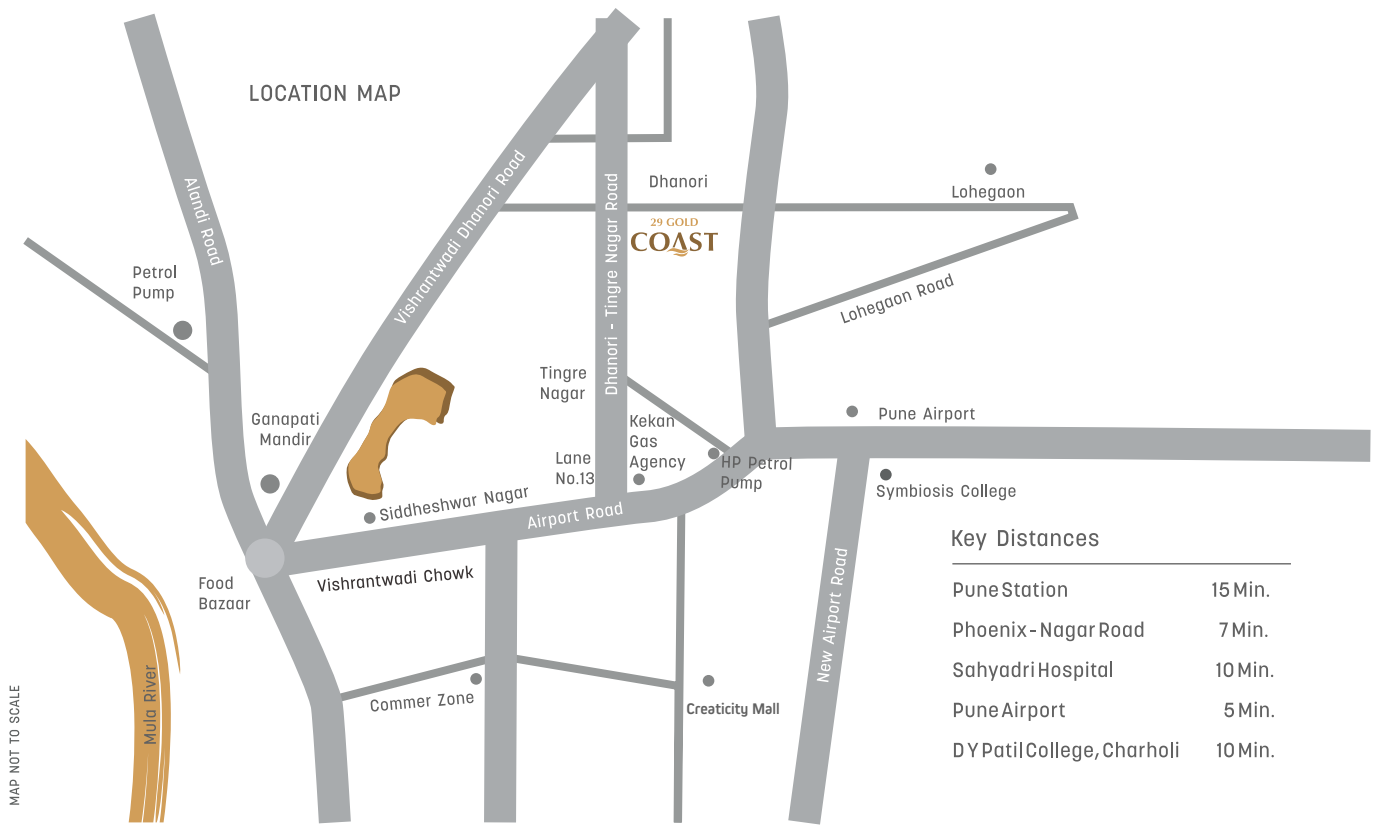 LOCATION MAP
Alandi Road
Vishrantwadi Dhanori Road
Dhanori - Tingre Nagar Road
Dhanori
Lohegaon
29 GOLD
COAST
Petrol
Pump
Lohegaon Road
Tingre
Nagar
Ganapati
Mandir
Kekan
Gas
Agency
Pune Airport
Lane
No.13
HP Petrol
Pump
Siddheshwar Nagar
Airport Road
Symbiosis College
Vishrantwadi Chowk
Food
Bazaar
New Airport Road
Mula River
Commer Zone
Creaticity Mall
Key Distances
Pune Station 15 Min.
Phoenix - Nagar Road 7 Min.
Sahyadri Hospital 10 Min.
Pune Airport 5 Min.
D Y Patil College, Charholi 10 Min.
MAP NOT TO SCALE